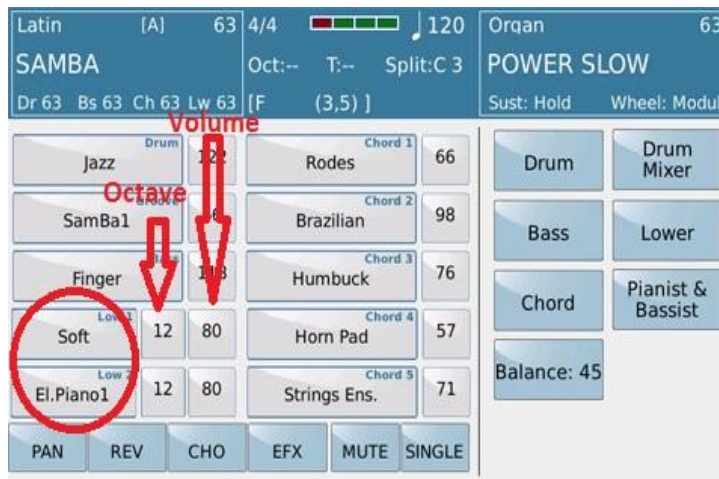 Latin [A] 63 4/4 120 Organ 63
SAMBA Oct:-- T:-- Split:C 3 POWER SLOW
Dr 63 Bs 63 Ch 63 Lw 63 [F (3,5) ] Sust: Hold Wheel: Modul
Volume
Drum Chord 1
Jazz 122 Rodes 66 Drum Drum Mixer
Octave
Groove Chord 2
SamBa1 Brazilian 98 Bass Lower
Bass Chord 3
Finger Humbuck 76 Chord Pianist & Bassist
Low 1 Chord 4
Soft 12 80 Horn Pad 57
Low 2 Chord 5
El.Piano1 12 80 Strings Ens. 71 Balance: 45
PAN REV CHO EFX MUTE SINGLE